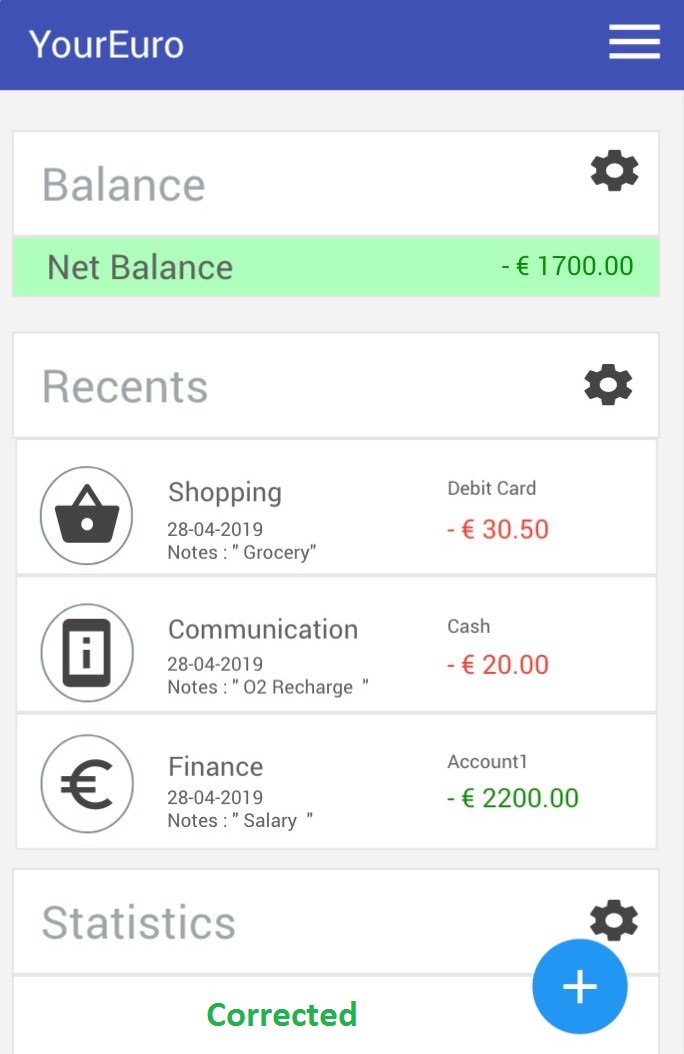 YourEuro
Balance
Net Balance - € 1700.00
Recents
Shopping Debit Card
28-04-2019 - € 30.50
Notes : " Grocery"
Communication Cash
28-04-2019 - € 20.00
Notes : " O2 Recharge  "
Finance Account1
28-04-2019 - € 2200.00
Notes : " Salary  "
Statistics
Corrected